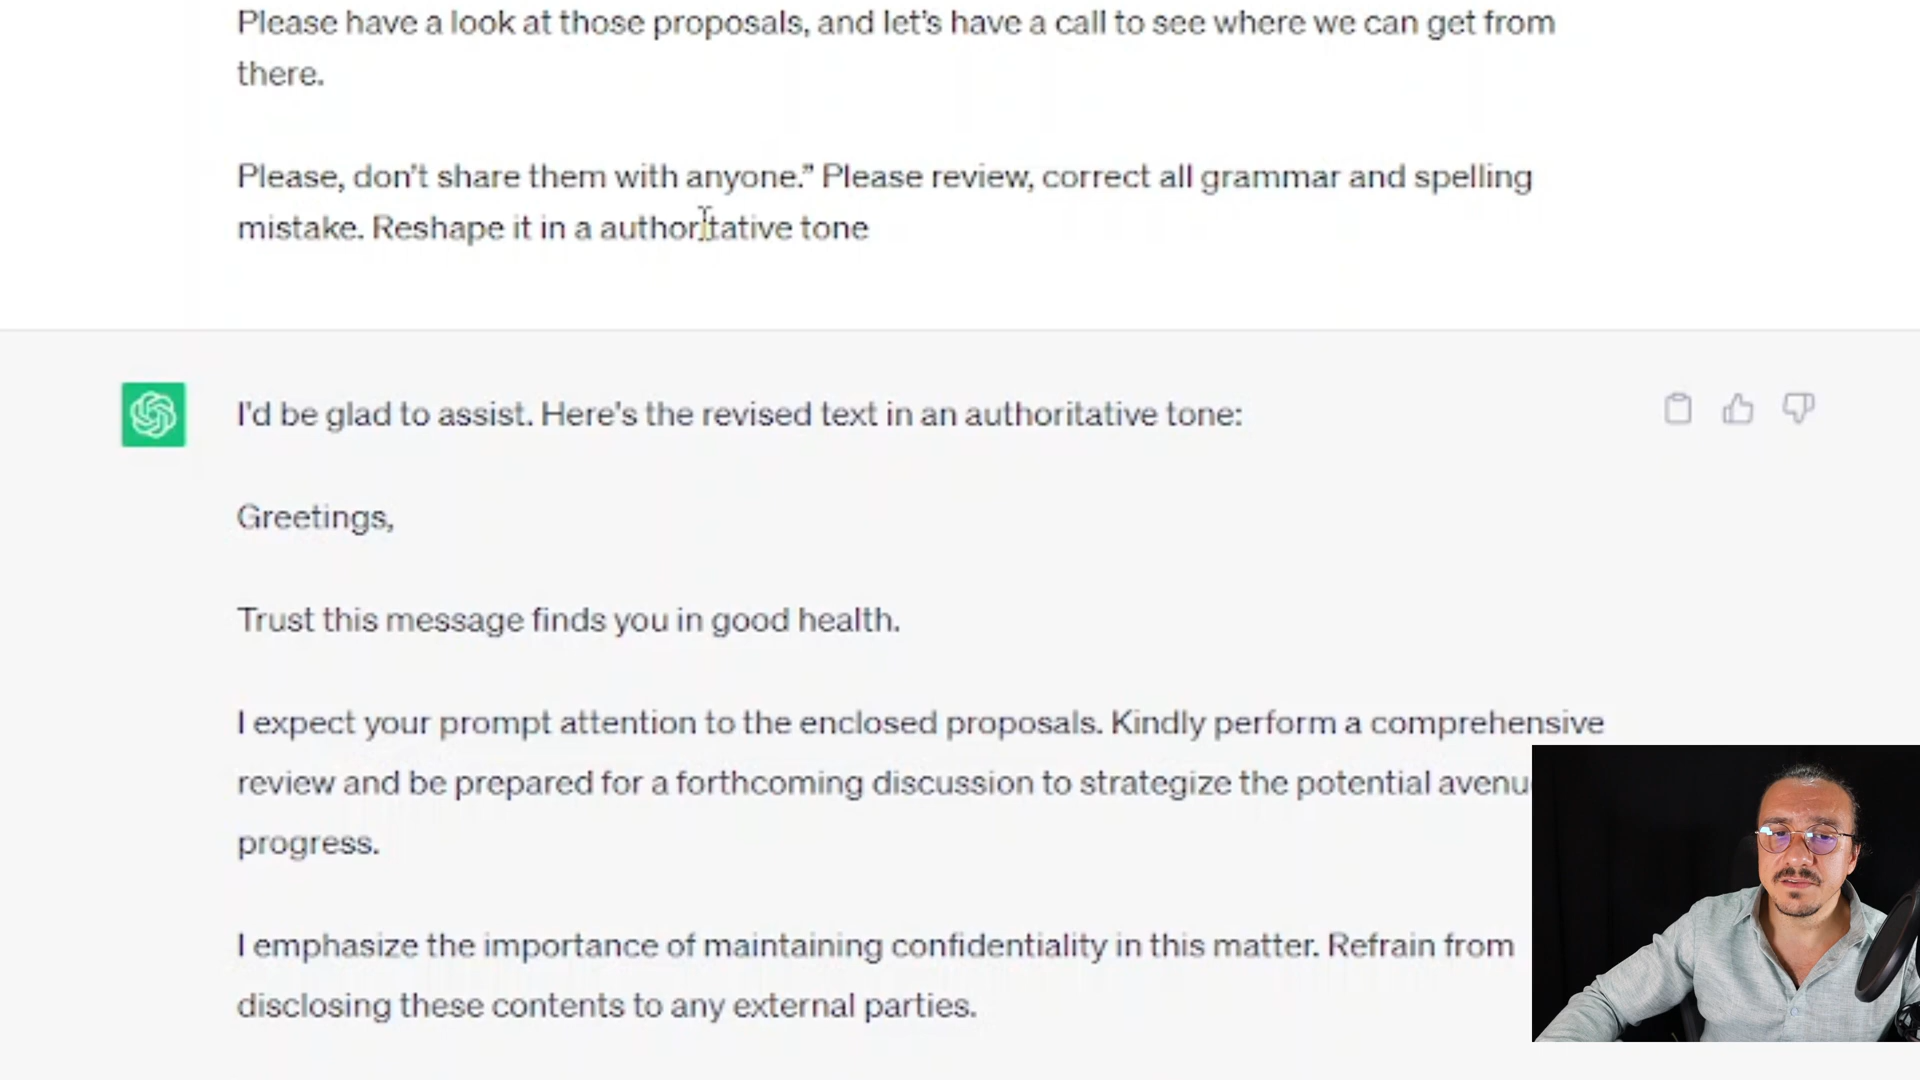 Please have a look at those proposals, and let's have a call to see where we can get from
there.
Please, don't share them with anyone.” Please review, correct all grammar and spelling
mistake. Reshape it in a authoritative tone
I'd be glad to assist. Here's the revised text in an authoritative tone:
Greetings,
Trust this message finds you in good health.
I expect your prompt attention to the enclosed proposals. Kindly perform a comprehensive
review and be prepared for a forthcoming discussion to strategize the potential
progress.
I emphasize the importance of maintaining confidentiality in this matter. Refrain from
disclosing these contents to any external parties.